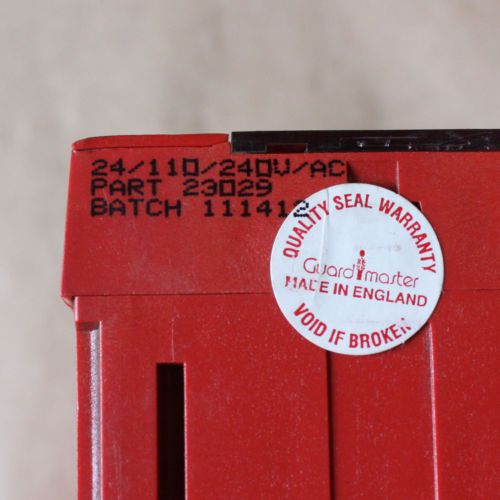 24/110/240V/AC
PART 23029
BATCH 111412
QUALITY SEAL WARRANTY
Guardmaster
MADE IN ENGLAND
VOID IF BROKEN